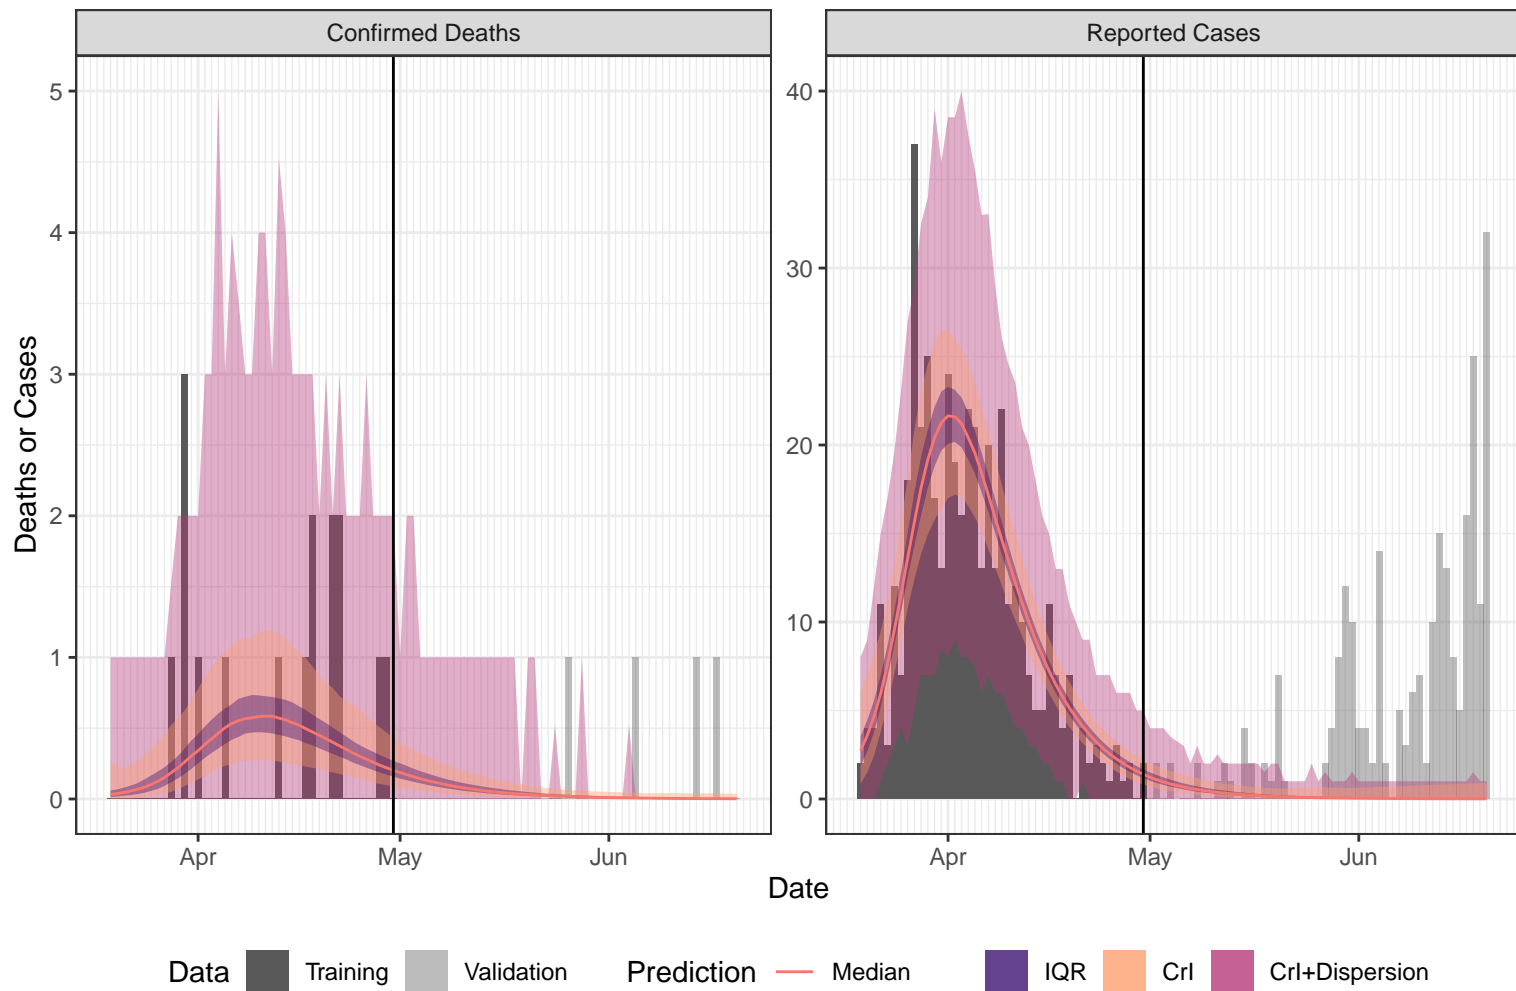 Confirmed Deaths
Reported Cases
Deaths or Cases
5
4
3
2
1
0
40
30
20
10
0
Apr
May
Jun
Apr
May
Jun
Date
Data
Training
Validation
Prediction
Median
IQR
CrI
CrI+Dispersion